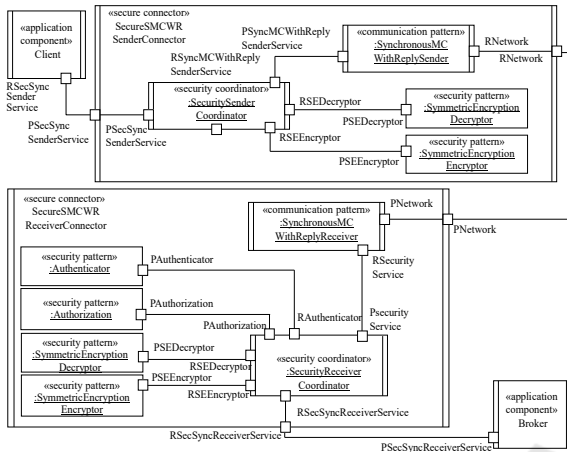 «application
component»
Client
RSecSync
Sender
Service
PSecSync
SenderService
«secure connector»
SecureSMCWR
SenderConnector
PSyncMCWithReply
SenderService
RSyncMCWithReply
SenderService
«communication pattern»
:SynchronousMC
WithReplySender
RNetwork
RNetwork
«security coordinator»
:SecuritySender
Coordinator
PSecSync
SenderService
RSEDecryptor
PSEDecryptor
RSEEncryptor
PSEEncryptor
«security pattern»
:SymmetricEncryption
Decryptor
«security pattern»
:SymmetricEncryption
Encryptor
«secure connector»
SecureSMCWR
ReceiverConnector
«communication pattern»
:SynchronousMC
WithReplyReceiver
PNetwork
PNetwork
RSecurity
Service
Psecurity
Service
«security pattern»
:Authenticator
PAuthenticator
RAuthenticator
«security pattern»
:Authorization
PAuthorization
PAuthorization
«security pattern»
:SymmetricEncryption
Decryptor
PSEDecryptor
RSEDecryptor
«security pattern»
:SymmetricEncryption
Encryptor
PSEEncryptor
RSEEncryptor
«security coordinator»
:SecurityReceiver
Coordinator
RSecSyncReceiverService
PSecSyncReceiverService
«application
component»
Broker